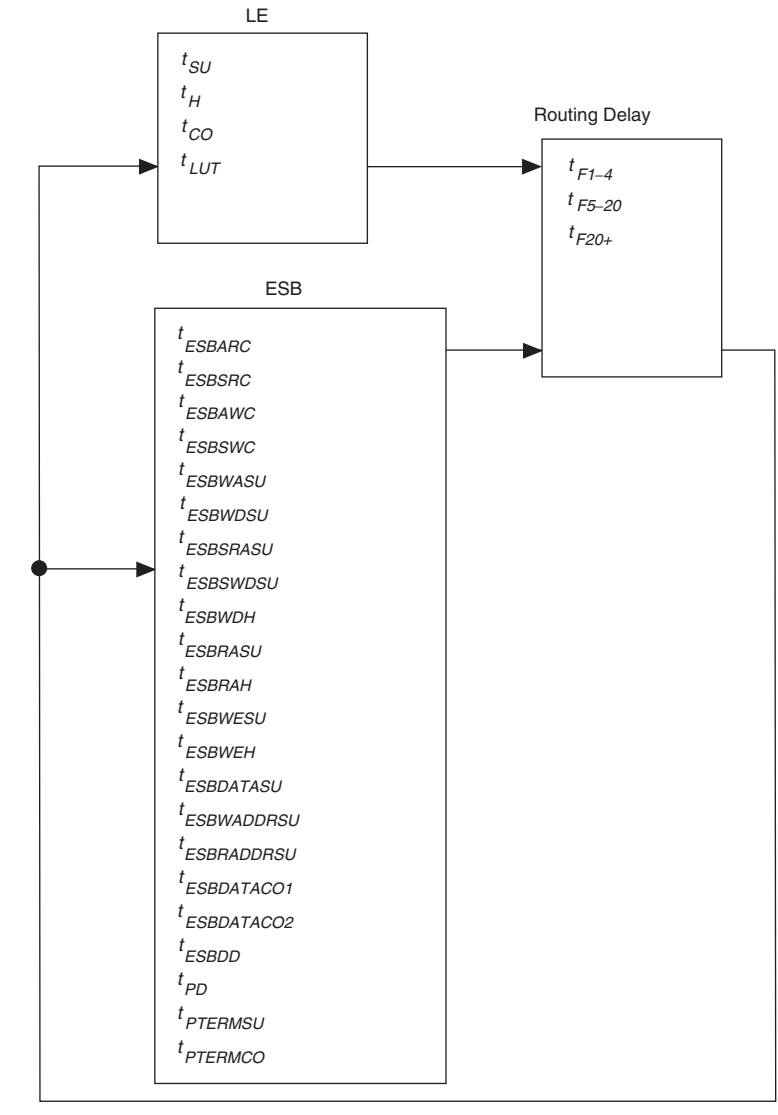 LE
tSU
tH
tCO
tLUT
Routing Delay
tF1–4
tF5–20
tF20+
ESB
tESBARC
tESBSRC
tESBAWC
tESBSWC
tESBWASU
tESBWDSU
tESBSRASU
tESBSWDSU
tESBWDH
tESBRASU
tESBRAH
tESBWESU
tESBWEH
tESBDATASU
tESBWADDRSU
tESBRADDRSU
tESBDATACO1
tESBDATACO2
tESBDD
tPD
tPTERMSU
tPTERMCO